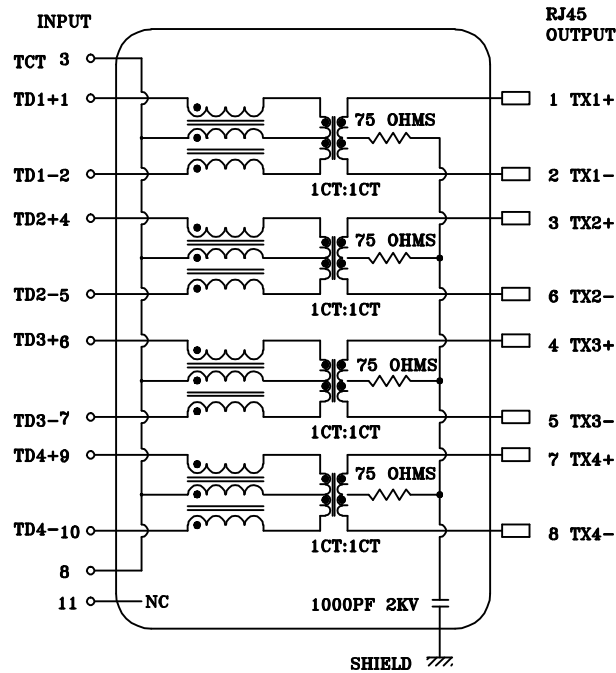 INPUT
RJ45
OUTPUT
TCT 3
TD1+1
75 OHMS
1 TX1+
TD1-2
1CT:1CT
2 TX1-
TD2+4
75 OHMS
3 TX2+
TD2-5
1CT:1CT
6 TX2-
TD3+6
75 OHMS
4 TX3+
TD3-7
1CT:1CT
5 TX3-
TD4+9
75 OHMS
7 TX4+
TD4-10
1CT:1CT
8 TX4-
8
11
NC
1000PF 2KV
SHIELD